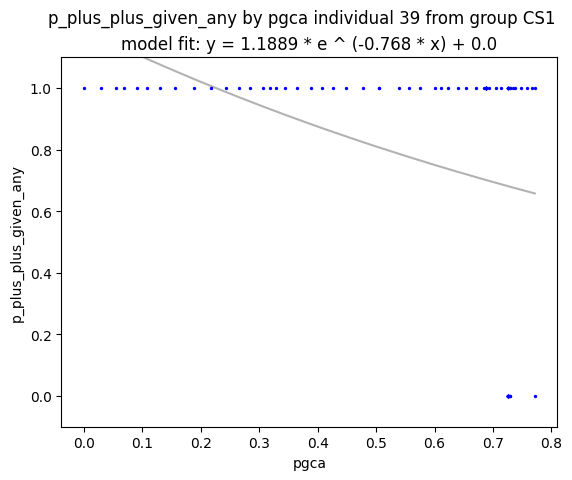 p_plus_plus_given_any by pgca individual 39 from group CS1
model fit: y = 1.1889 * e ^ (-0.768 * x) + 0.0
1.0
0.8
0.6
0.4
0.2
0.0
p_plus_plus_given_any
0.0 0.1 0.2 0.3 0.4 0.5 0.6 0.7 0.8
pgca